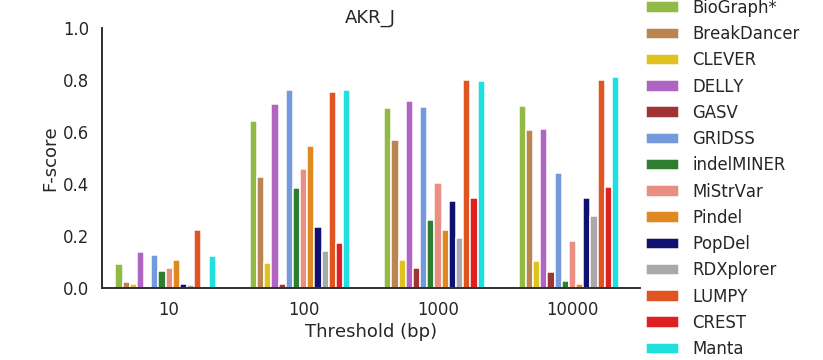 AKR_J
1.0
0.8
0.6
0.4
0.2
0.0
F-score
10
100
1000
10000
Threshold (bp)
BioGraph*
BreakDancer
CLEVER
DELLY
GASV
GRIDSS
indelMINER
MiStrVar
Pindel
PopDel
RDXplorer
LUMPY
CREST
Manta